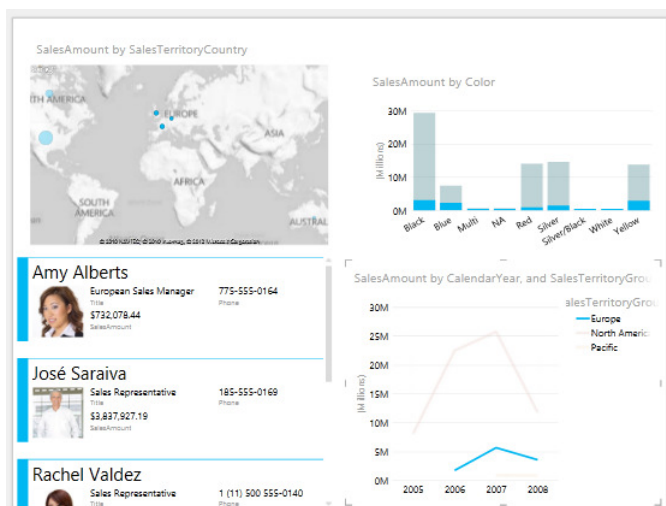 SalesAmount by SalesTerritoryCountry
TH AMERICA
EUROPE
ASIA
AFRICA
SOUTH
AMERICA
AUSTRAL
Amy Alberts
European Sales Manager 775-555-0164
Title Phone
$732,078.44
SalesAmount
José Saraiva
Sales Representative 185-555-0169
Title Phone
$3,837,927.19
SalesAmount
Rachel Valdez
Sales Representative 1 (11) 500 555-0140
Title Phone
SalesAmount by Color
30M
20M
10M
0M
(Millions)
Black Blue Multi NA Red Silver Silver/Black White Yellow
SalesAmount by CalendarYear, and SalesTerritoryGrou
alesTerritoryGrou
Europe
North Americ
Pacific
30M
25M
20M
15M
10M
5M
0M
(Millions)
2005 2006 2007 2008